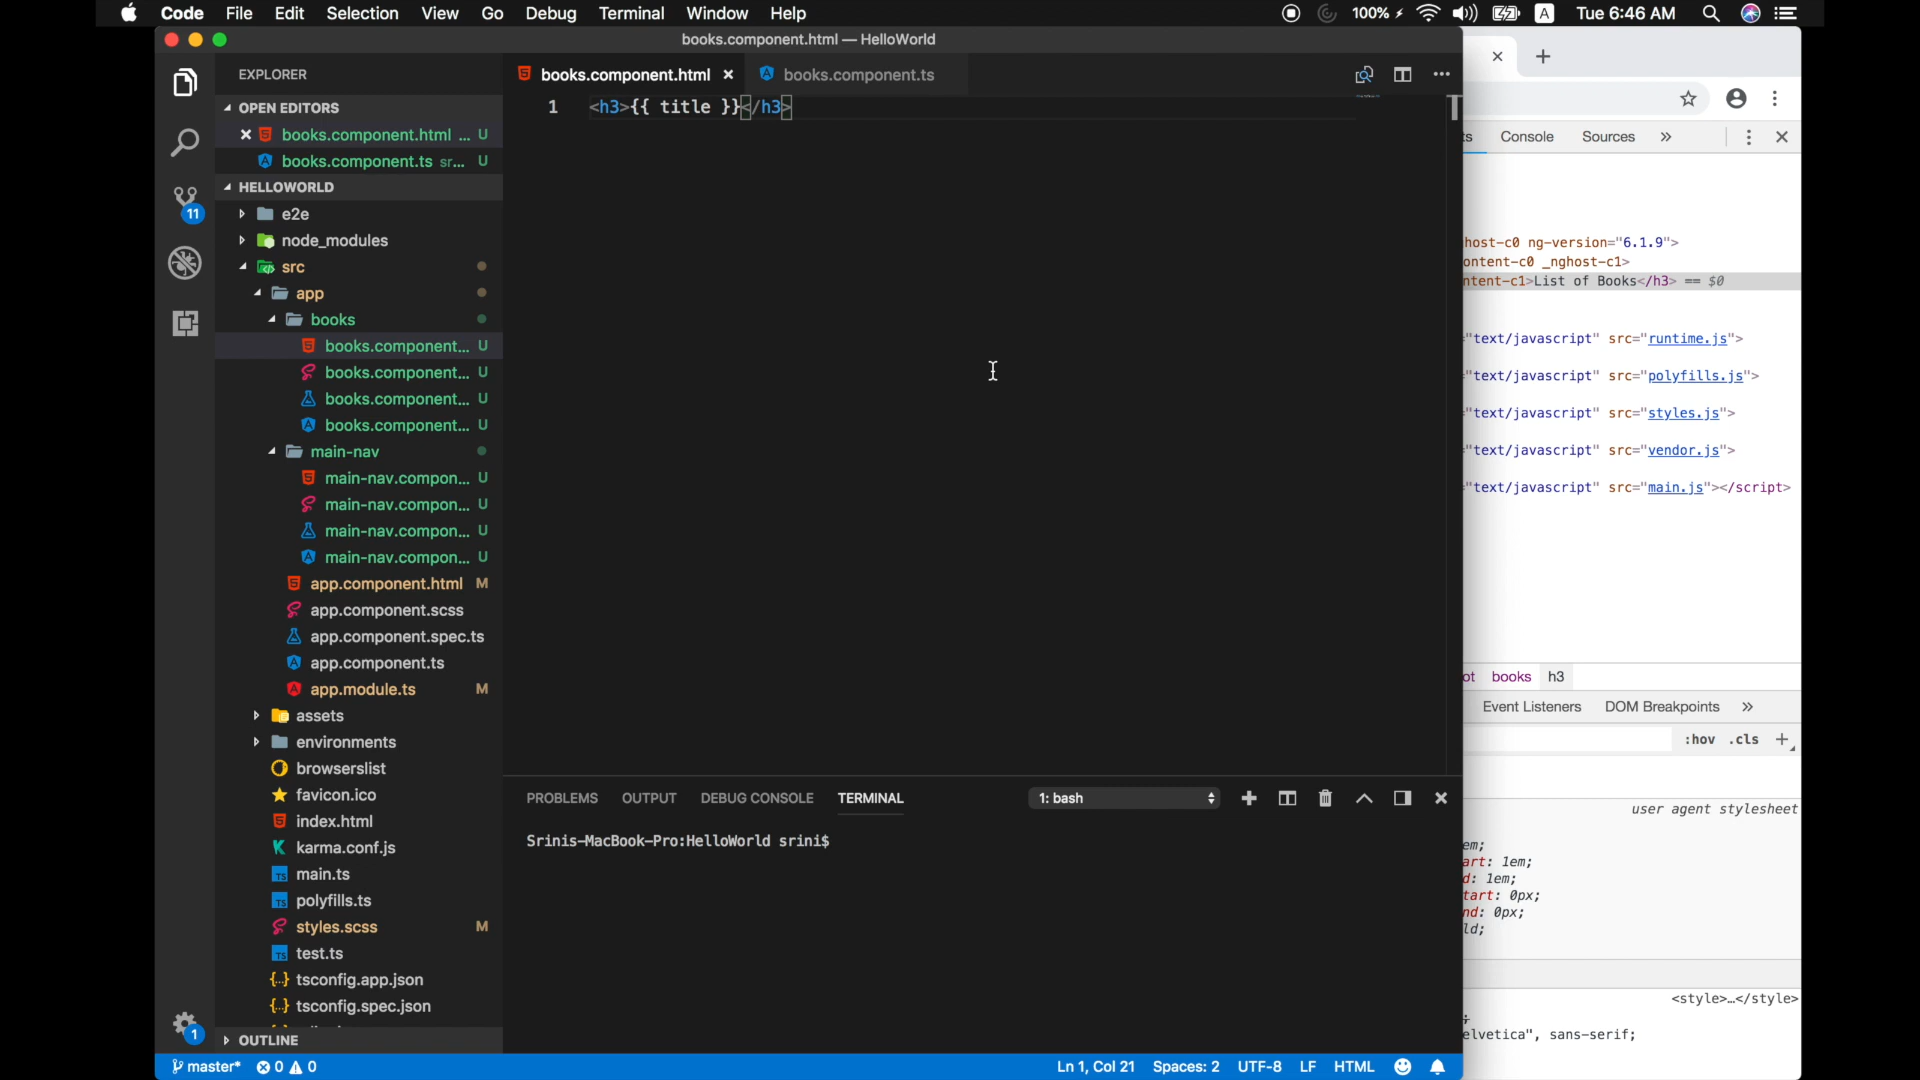 Code File Edit Selection View Go Debug Terminal Window Help
100% A Tue 6:46 AM
books.component.html — HelloWorld
EXPLORER
books.component.html
books.component.ts
OPEN EDITORS
books.component.html ... U
books.component.ts sr... U
1 <h3>{{ title }}</h3>
HELLOWORLD
e2e
node_modules
11
src
app
books
books.component... U
books.component... U
books.component... U
books.component... U
main-nav
main-nav.compon... U
main-nav.compon... U
main-nav.compon... U
main-nav.compon... U
app.component.html M
app.component.scss
app.component.spec.ts
app.component.ts
app.module.ts M
assets
environments
browserslist
favicon.ico
index.html
karma.conf.js
main.ts
polyfills.ts
styles.scss M
test.ts
tsconfig.app.json
tsconfig.spec.json
1
OUTLINE
PROBLEMS OUTPUT DEBUG CONSOLE TERMINAL 1: bash
Srinis-MacBook-Pro:HelloWorld srini$
master* 0 0 Ln 1, Col 21 Spaces: 2 UTF-8 LF HTML
ts Console Sources »
host-c0 ng-version="6.1.9">
ontent-c0 _nghost-c1>
ntent-c1>List of Books</h3> == $0
"text/javascript" src="runtime.js">
"text/javascript" src="polyfills.js">
"text/javascript" src="styles.js">
"text/javascript" src="vendor.js">
"text/javascript" src="main.js"></script>
ot books h3
Event Listeners DOM Breakpoints »
:hov .cls +
user agent stylesheet
em;
art: 1em;
d: 1em;
tart: 0px;
nd: 0px;
ld;
<style>…</style>
elvetica", sans-serif;